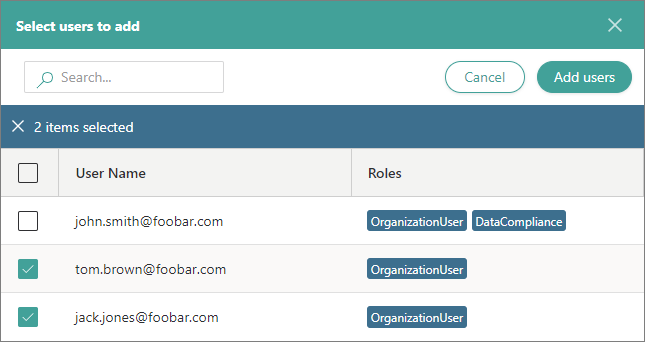 Select users to add
Search...
Cancel
Add users
2 items selected
User Name Roles
john.smith@foobar.com OrganizationUser DataCompliance
tom.brown@foobar.com OrganizationUser
jack.jones@foobar.com OrganizationUser